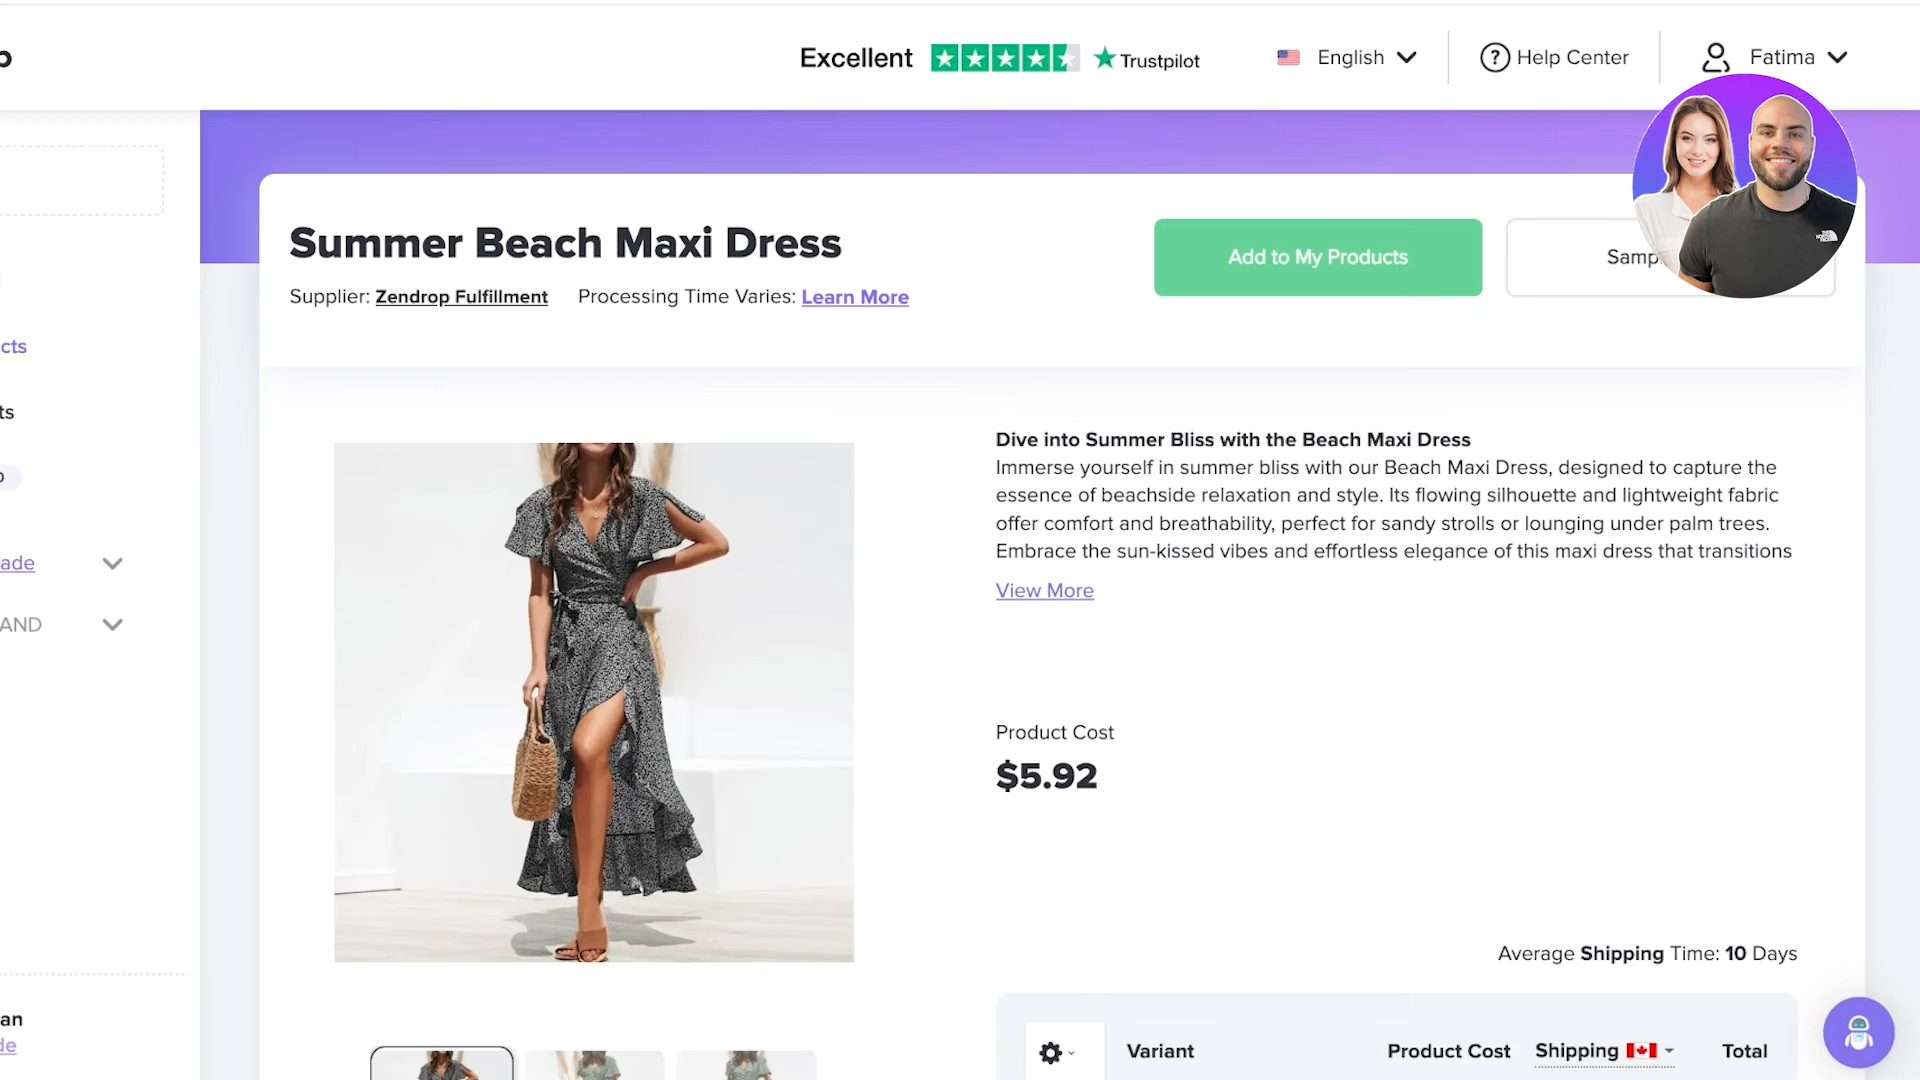 Excellent Trustpilot English Help Center Fatima
Summer Beach Maxi Dress
Add to My Products
Supplier: Zendrop Fulfillment Processing Time Varies: Learn More
cts
ts
ade
AND
Dive into Summer Bliss with the Beach Maxi Dress
Immerse yourself in summer bliss with our Beach Maxi Dress, designed to capture the
essence of beachside relaxation and style. Its flowing silhouette and lightweight fabric
offer comfort and breathability, perfect for sandy strolls or lounging under palm trees.
Embrace the sun-kissed vibes and effortless elegance of this maxi dress that transitions
View More
Product Cost
$5.92
Average Shipping Time: 10 Days
an
de
Variant Product Cost Shipping Total